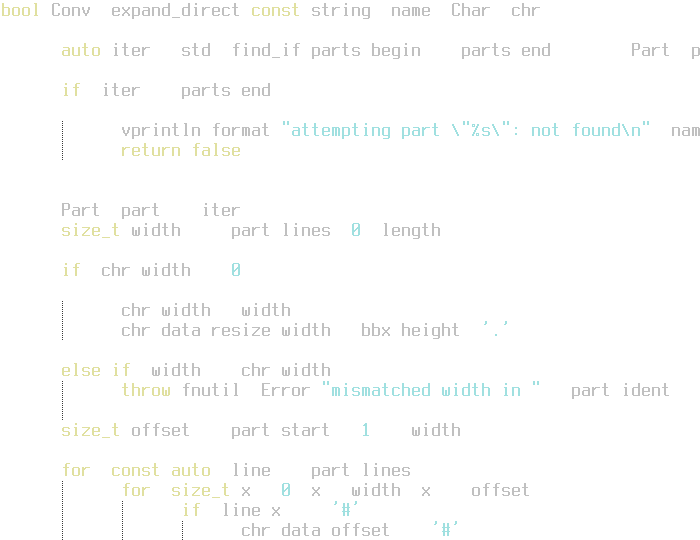 bool Conv expand_direct const string name Char chr
auto iter std find_if parts begin parts end Part p
if iter parts end
vprintln format "attempting part \"%s\": not found\n" nam
return false
Part part iter
size_t width part lines 0 length
if chr width 0
chr width width
chr data resize width bbx height '.'
else if width chr width
throw fnutil Error "mismatched width in " part ident
size_t offset part start 1 width
for const auto line part lines
for size_t x 0 x width x offset
if line x '#'
chr data offset '#'